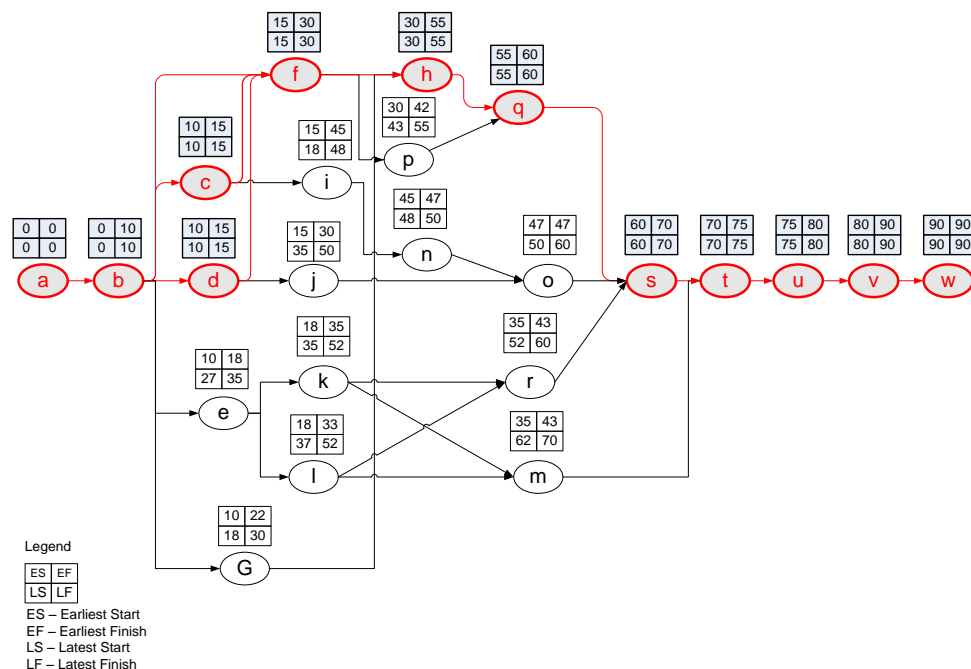 15 30
15 30
f
30 55
30 55
h
55 60
55 60
q
30 42
43 55
p
10 15
10 15
c
15 45
18 48
i
45 47
48 50
n
0 0
0 0
a
0 10
0 10
b
10 15
10 15
d
15 30
35 50
j
47 47
50 60
o
60 70
60 70
s
70 75
70 75
t
75 80
75 80
u
80 90
80 90
v
90 90
90 90
w
10 18
27 35
e
18 35
35 52
k
35 43
52 60
r
18 33
37 52
l
35 43
62 70
m
10 22
18 30
G
Legend
ES EF
LS LF
ES – Earliest Start
EF – Earliest Finish
LS – Latest Start
LF – Latest Finish